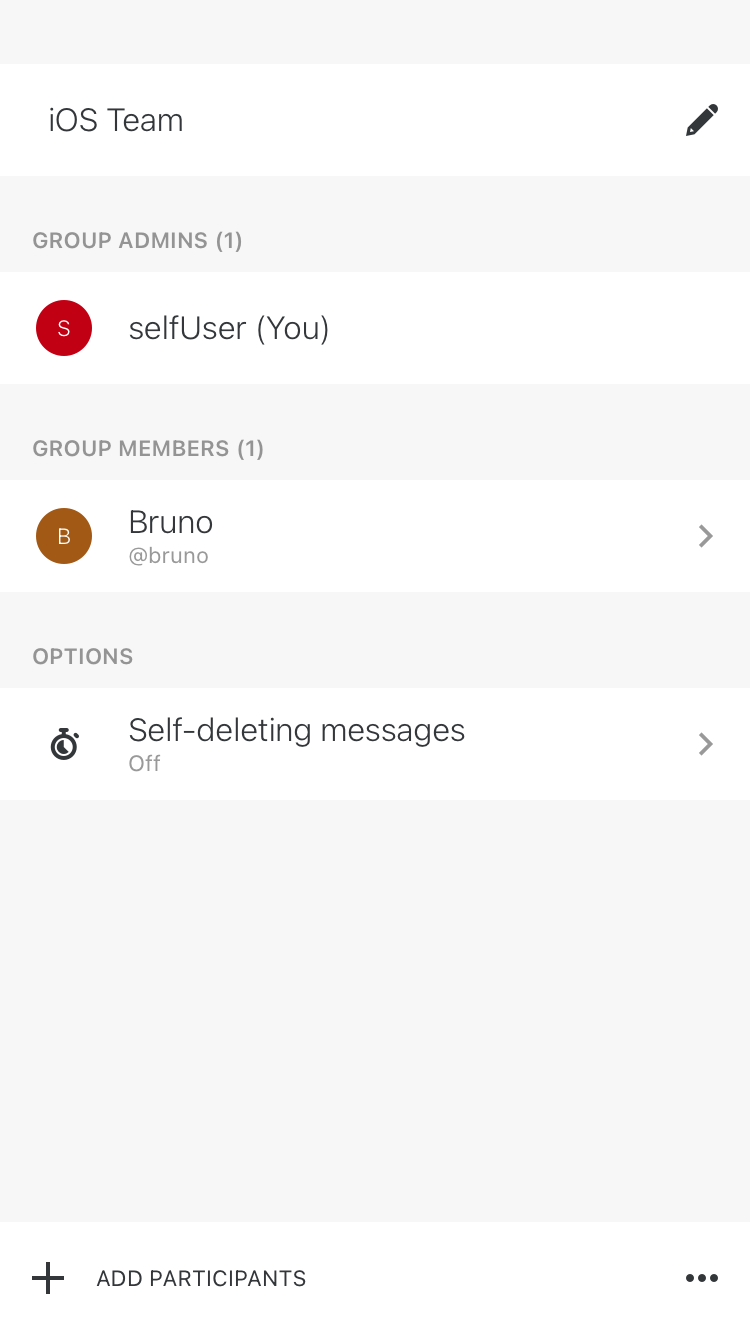 iOS Team
GROUP ADMINS (1)
S
selfUser (You)
GROUP MEMBERS (1)
B
Bruno
@bruno
OPTIONS
Self-deleting messages
Off
ADD PARTICIPANTS